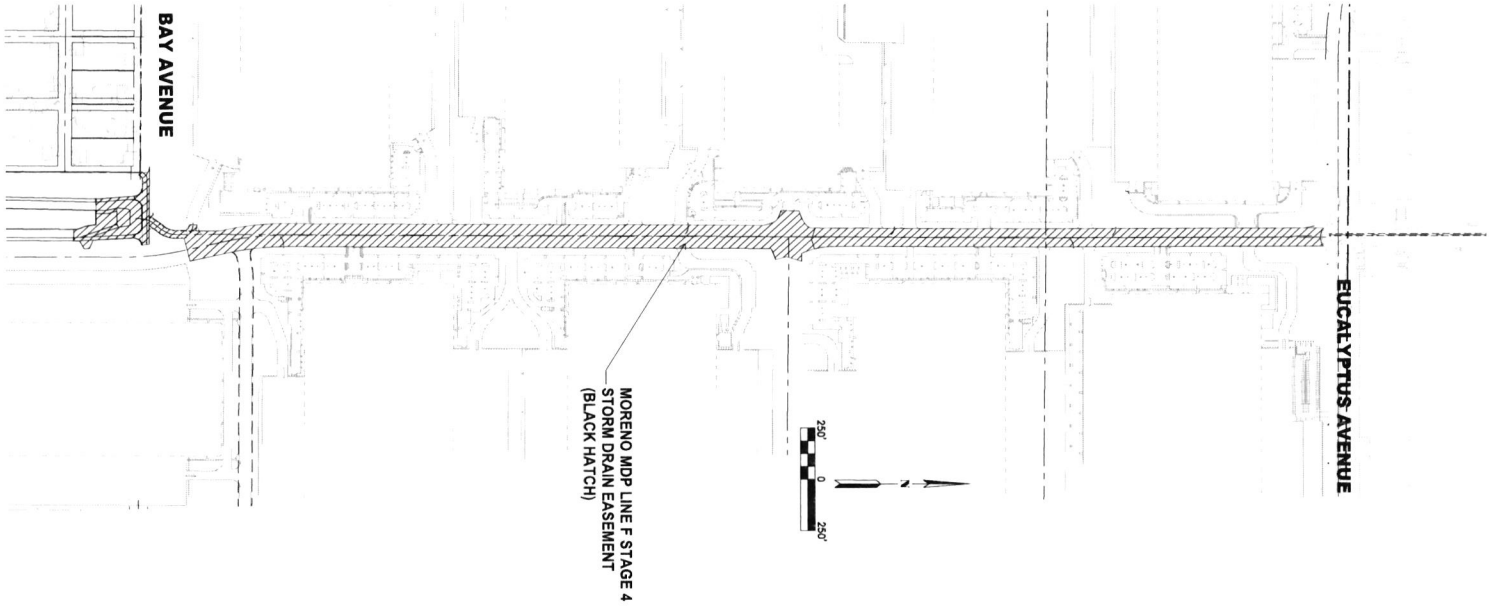 BAY AVENUE
EUCALYPTUS AVENUE
MORENO MDP LINE F STAGE 4
STORM DRAIN EASEMENT
(BLACK HATCH)
250'
0
250'
N